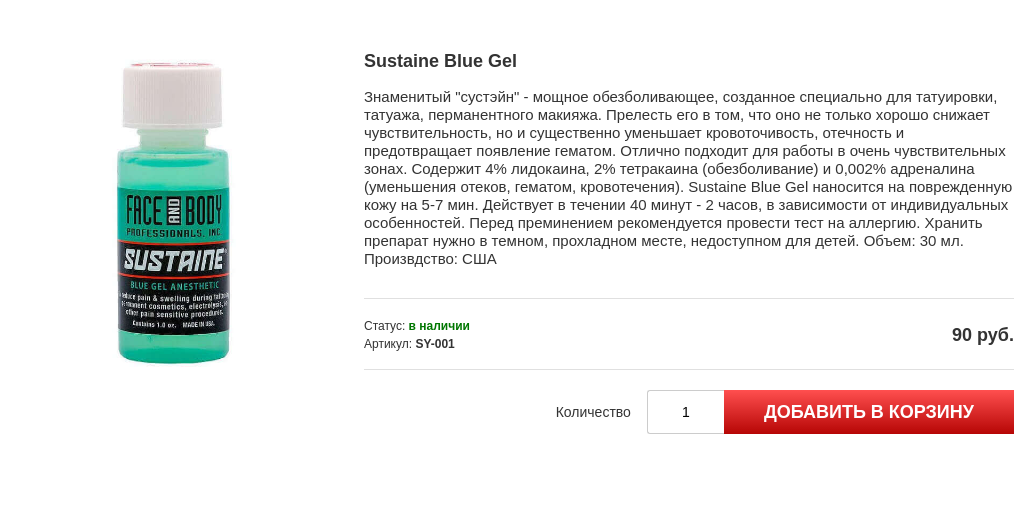 Sustaine Blue Gel
Знаменитый "сустэйн" - мощное обезболивающее, созданное специально для татуировки,
татуажа, перманентного макияжа. Прелесть его в том, что оно не только хорошо снижает
чувствительность, но и существенно уменьшает кровоточивость, отечность и
предотвращает появление гематом. Отлично подходит для работы в очень чувствительных
зонах. Содержит 4% лидокаина, 2% тетракаина (обезболивание) и 0,002% адреналина
(уменьшения отеков, гематом, кровотечения). Sustaine Blue Gel наносится на поврежденную
кожу на 5-7 мин. Действует в течении 40 минут - 2 часов, в зависимости от индивидуальных
особенностей. Перед преминением рекомендуется провести тест на аллергию. Хранить
препарат нужно в темном, прохладном месте, недоступном для детей. Объем: 30 мл.
Произвдство: США
FACE AND BODY
PROFESSIONALS, INC
SUSTAINE
BLUE GEL ANESTHETIC
reduce pain & swelling during
permanent cosmetics, electrolysis,
other pain sensitive procedures.
Contains 1.0 oz. MADE IN USA.
Статус: в наличии
Артикул: SY-001
90 руб.
Количество
1
ДОБАВИТЬ В КОРЗИНУ